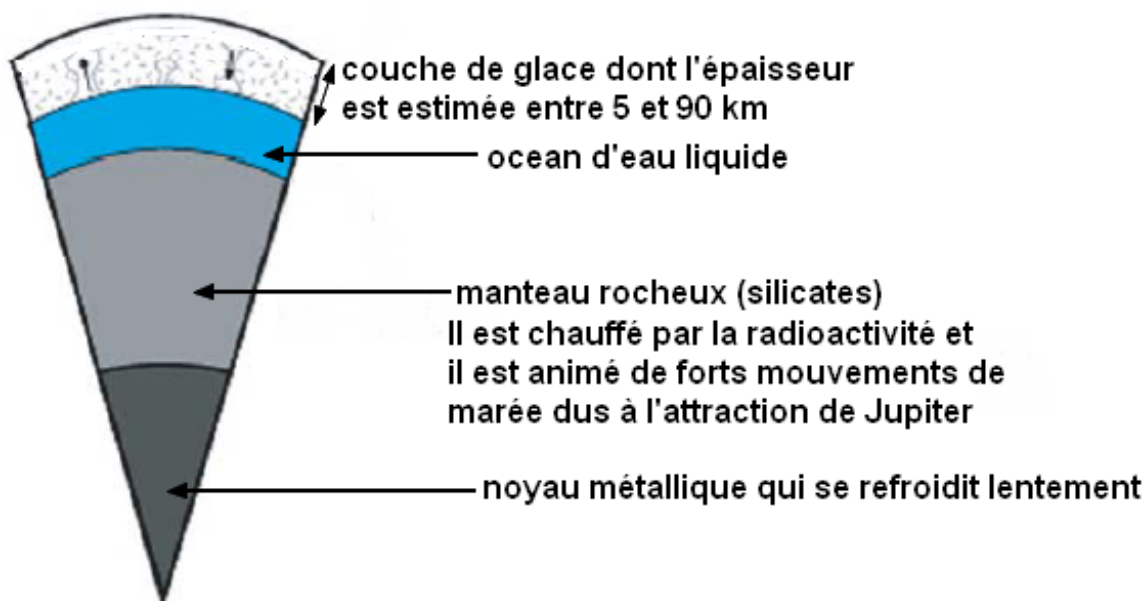 couche de glace dont l'épaisseur
est estimée entre 5 et 90 km
ocean d'eau liquide
manteau rocheux (silicates)
Il est chauffé par la radioactivité et
il est animé de forts mouvements de
marée dus à l'attraction de Jupiter
noyau métallique qui se refroidit lentement